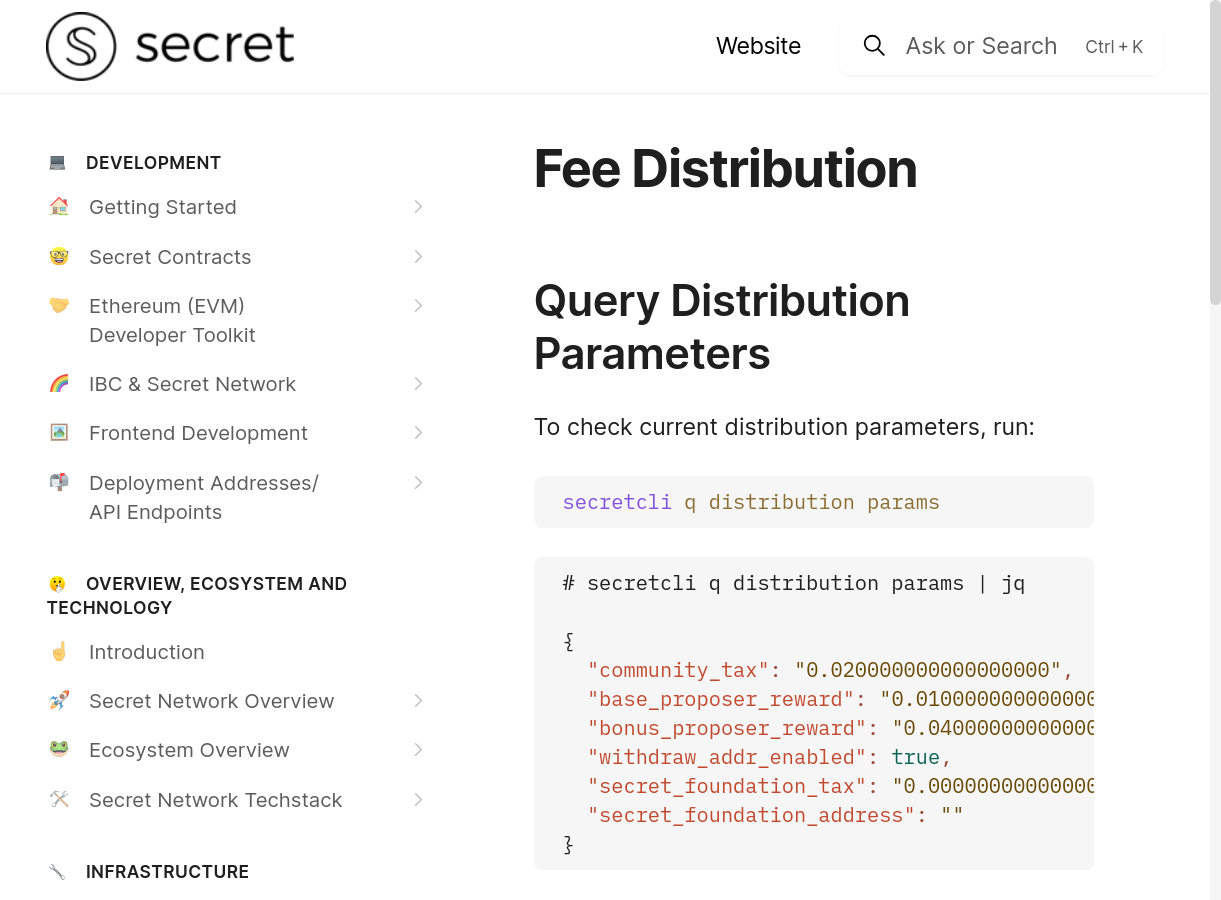 secret
Website
Ask or Search
Ctrl + K
DEVELOPMENT
Getting Started
Secret Contracts
Ethereum (EVM)
Developer Toolkit
IBC & Secret Network
Frontend Development
Deployment Addresses/
API Endpoints
OVERVIEW, ECOSYSTEM AND
TECHNOLOGY
Introduction
Secret Network Overview
Ecosystem Overview
Secret Network Techstack
INFRASTRUCTURE
Fee Distribution
Query Distribution
Parameters
To check current distribution parameters, run:
secretcli q distribution params
# secretcli q distribution params | jq
{
"community_tax": "0.020000000000000000",
"base_proposer_reward": "0.010000000000000
"bonus_proposer_reward": "0.04000000000000
"withdraw_addr_enabled": true,
"secret_foundation_tax": "0.00000000000000
"secret_foundation_address": ""
}